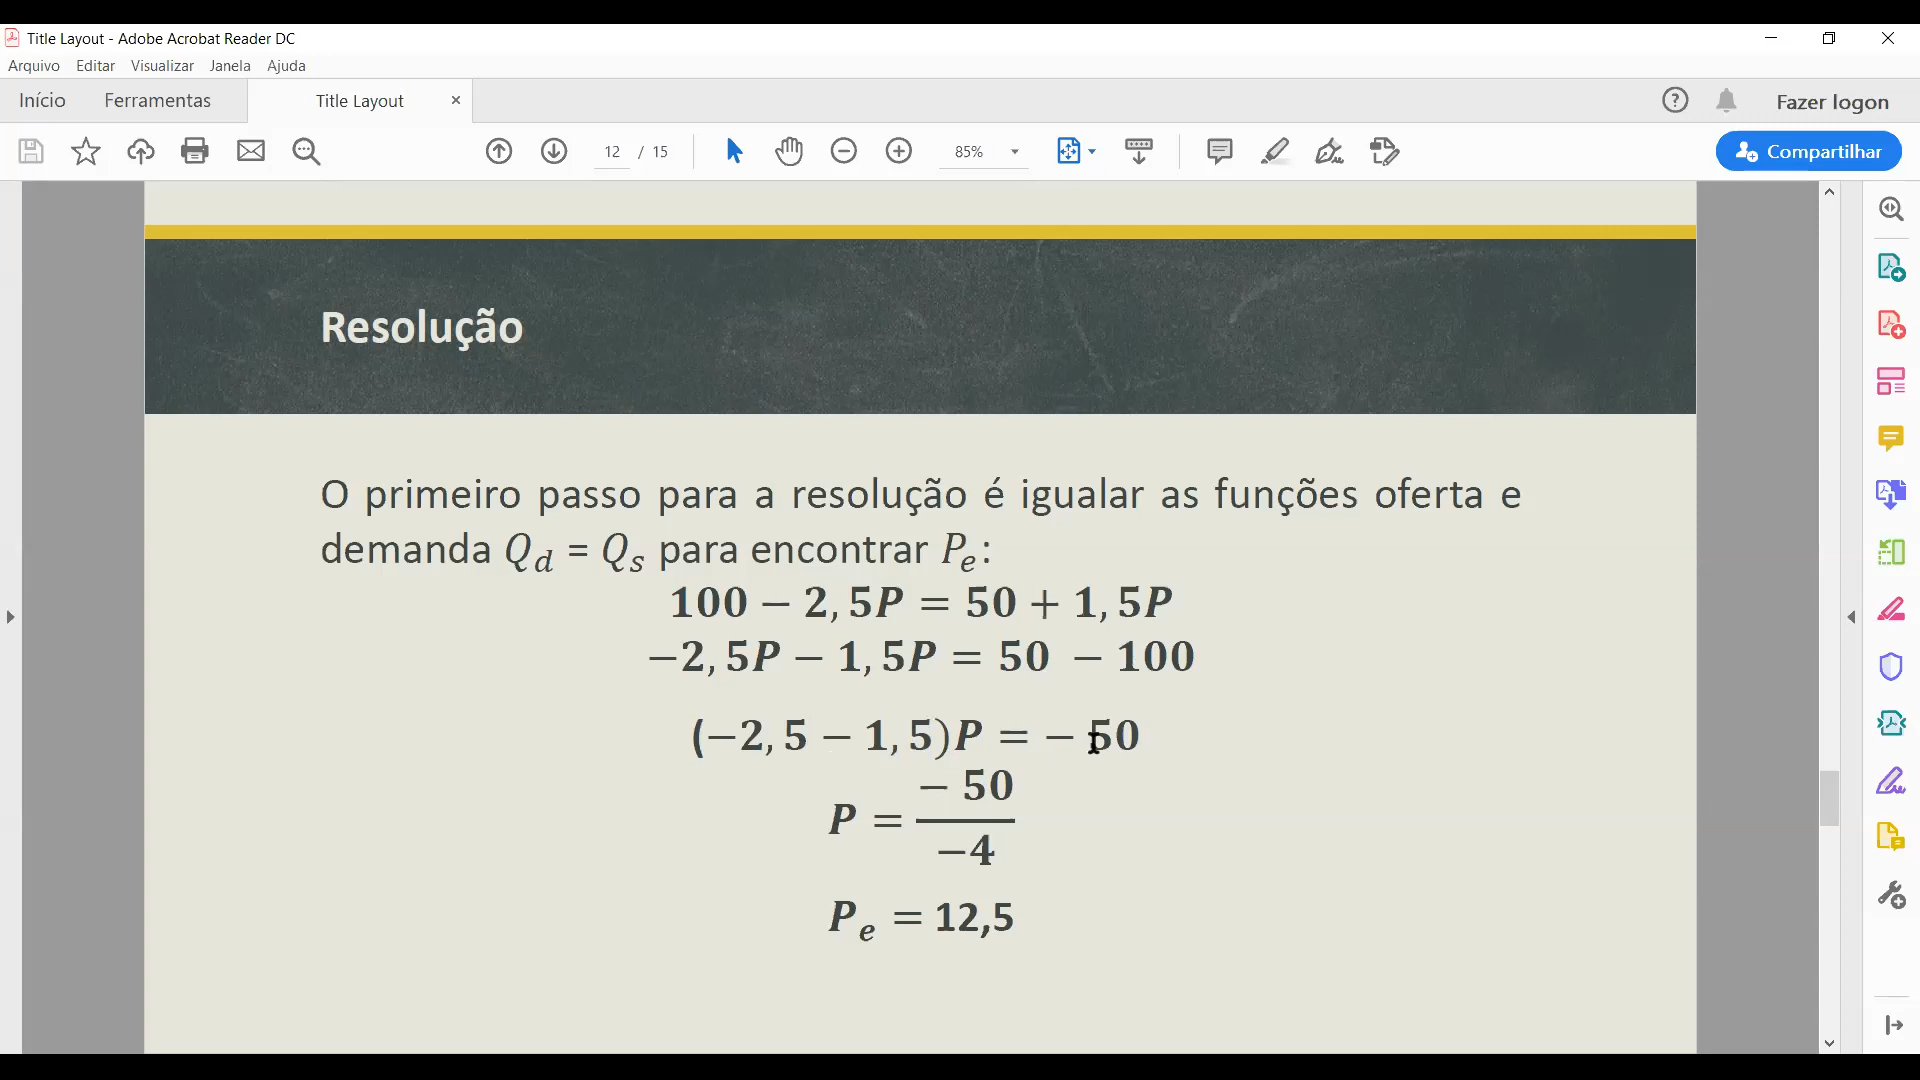 Title Layout - Adobe Acrobat Reader DC
Arquivo Editar Visualizar Janela Ajuda
Início Ferramentas Title Layout Fazer logon
12 / 15 85% Compartilhar
Resolução
O primeiro passo para a resolução é igualar as funções oferta e
demanda Q_d = Q_s para encontrar P_e:
100 − 2,5P = 50 + 1,5P
−2,5P − 1,5P = 50 − 100
(−2,5 − 1,5)P = − 50
P = − 50 / −4
P_e = 12,5